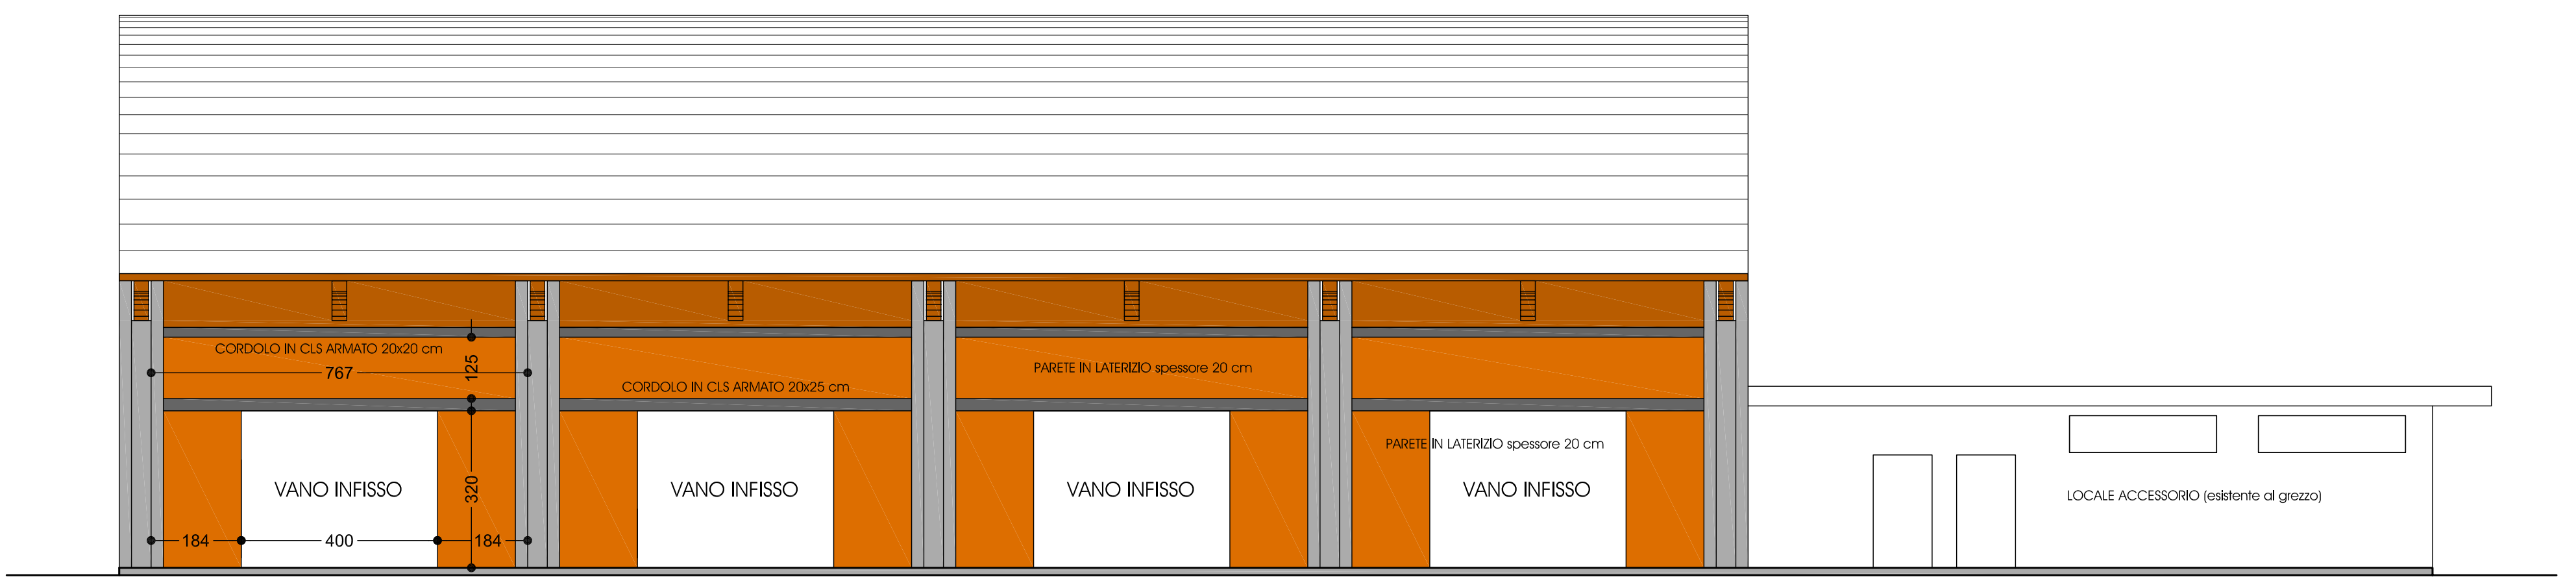 CORDOLO IN CLS ARMATO 20x20 cm
125
767
PARETE IN LATERIZIO spessore 20 cm
CORDOLO IN CLS ARMATO 20x25 cm
PARETE IN LATERIZIO spessore 20 cm
VANO INFISSO
320
VANO INFISSO
VANO INFISSO
VANO INFISSO
LOCALE ACCESSORIO (esistente al grezzo)
184
400
184